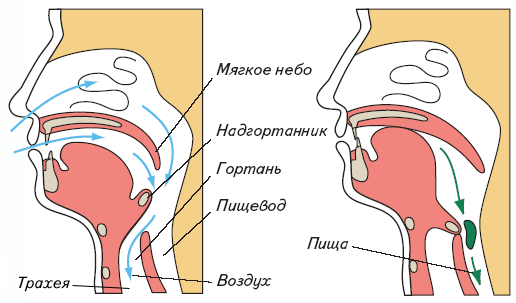 Мягкое небо
Надгортанник
Гортань
Пищевод
Пища
Трахея
Воздух